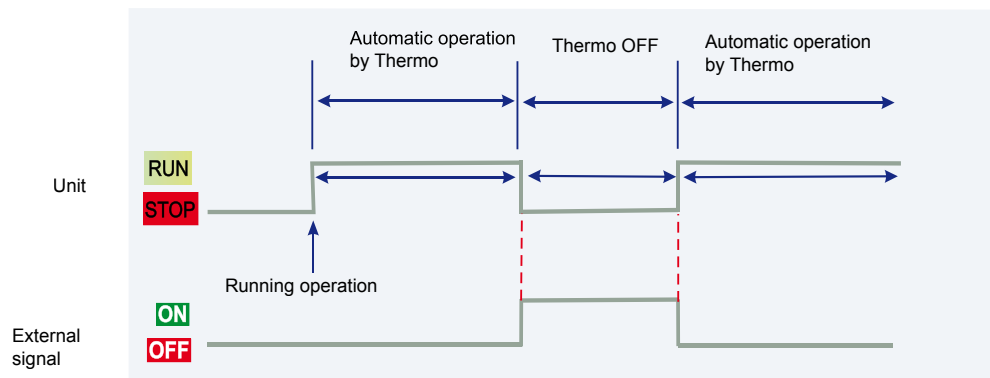 Automatic operation
by Thermo
Thermo OFF
Automatic operation
by Thermo
Unit
RUN
STOP
Running operation
External
signal
ON
OFF